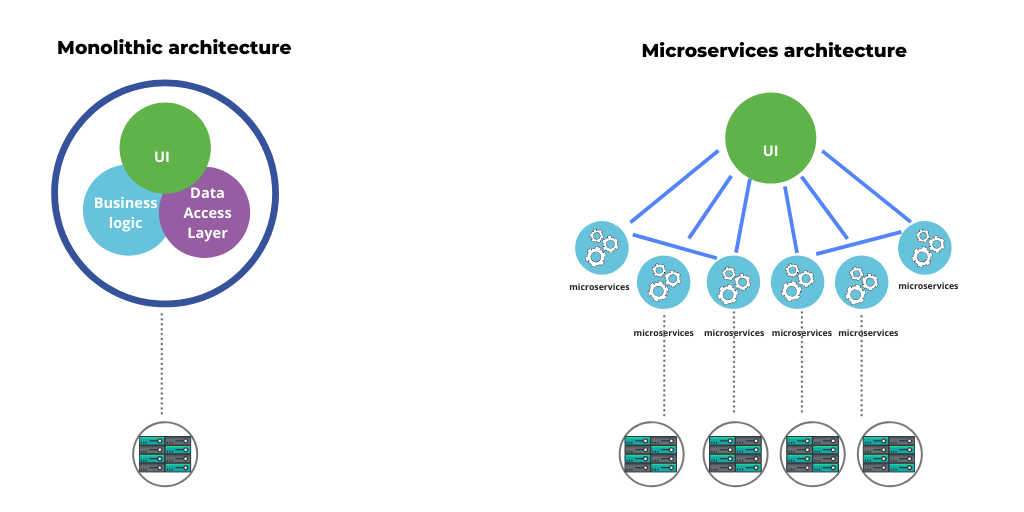 Monolithic architecture
UI
Business
logic
Data
Access
Layer
Microservices architecture
UI
microservices
microservices
microservices
microservices
microservices
microservices